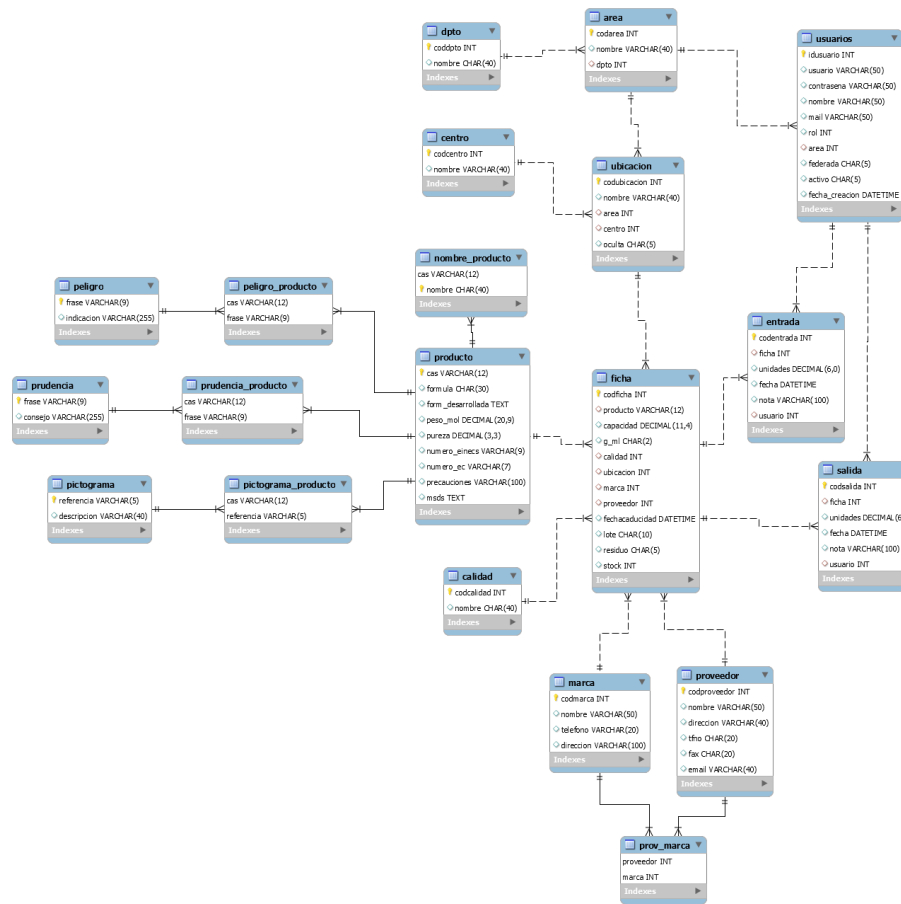 dpto
coddpto INT
nombre CHAR(40)
Indexes
area
codarea INT
nombre VARCHAR(40)
dpto INT
Indexes
usuarios
idusuario INT
usuario VARCHAR(50)
contrasena VARCHAR(50)
nombre VARCHAR(50)
mail VARCHAR(50)
rol INT
area INT
federada CHAR(5)
activo CHAR(5)
fecha_creacion DATETIME
Indexes
centro
codcentro INT
nombre VARCHAR(40)
Indexes
ubicacion
codubicacion INT
nombre VARCHAR(40)
area INT
centro INT
oculta CHAR(5)
Indexes
nombre_producto
cas VARCHAR(12)
nombre CHAR(40)
Indexes
peligro
frase VARCHAR(9)
indicacion VARCHAR(255)
Indexes
peligro_producto
cas VARCHAR(12)
frase VARCHAR(9)
Indexes
entrada
codentrada INT
ficha INT
unidades DECIMAL(6,0)
fecha DATETIME
nota VARCHAR(100)
usuario INT
Indexes
producto
cas VARCHAR(12)
formula CHAR(30)
form_desarrollada TEXT
peso_mol DECIMAL(20,9)
pureza DECIMAL(3,3)
numero_einecs VARCHAR(9)
numero_ec VARCHAR(7)
precauciones VARCHAR(100)
msds TEXT
Indexes
ficha
codficha INT
producto VARCHAR(12)
capacidad DECIMAL(11,4)
g_ml CHAR(2)
calidad INT
ubicacion INT
marca INT
proveedor INT
fechacaducidad DATETIME
lote CHAR(10)
residuo CHAR(5)
stock INT
Indexes
prudencia
frase VARCHAR(9)
consejo VARCHAR(255)
Indexes
prudencia_producto
cas VARCHAR(12)
frase VARCHAR(9)
Indexes
pictograma
referencia VARCHAR(5)
descripcion VARCHAR(40)
Indexes
pictograma_producto
cas VARCHAR(12)
referencia VARCHAR(5)
Indexes
salida
codsalida INT
ficha INT
unidades DECIMAL(6
fecha DATETIME
nota VARCHAR(100)
usuario INT
Indexes
calidad
codcalidad INT
nombre CHAR(40)
Indexes
marca
codmarca INT
nombre VARCHAR(50)
telefono VARCHAR(20)
direccion VARCHAR(100)
Indexes
proveedor
codproveedor INT
nombre VARCHAR(50)
direccion VARCHAR(40)
tfno CHAR(20)
fax CHAR(20)
email VARCHAR(40)
Indexes
prov_marca
proveedor INT
marca INT
Indexes